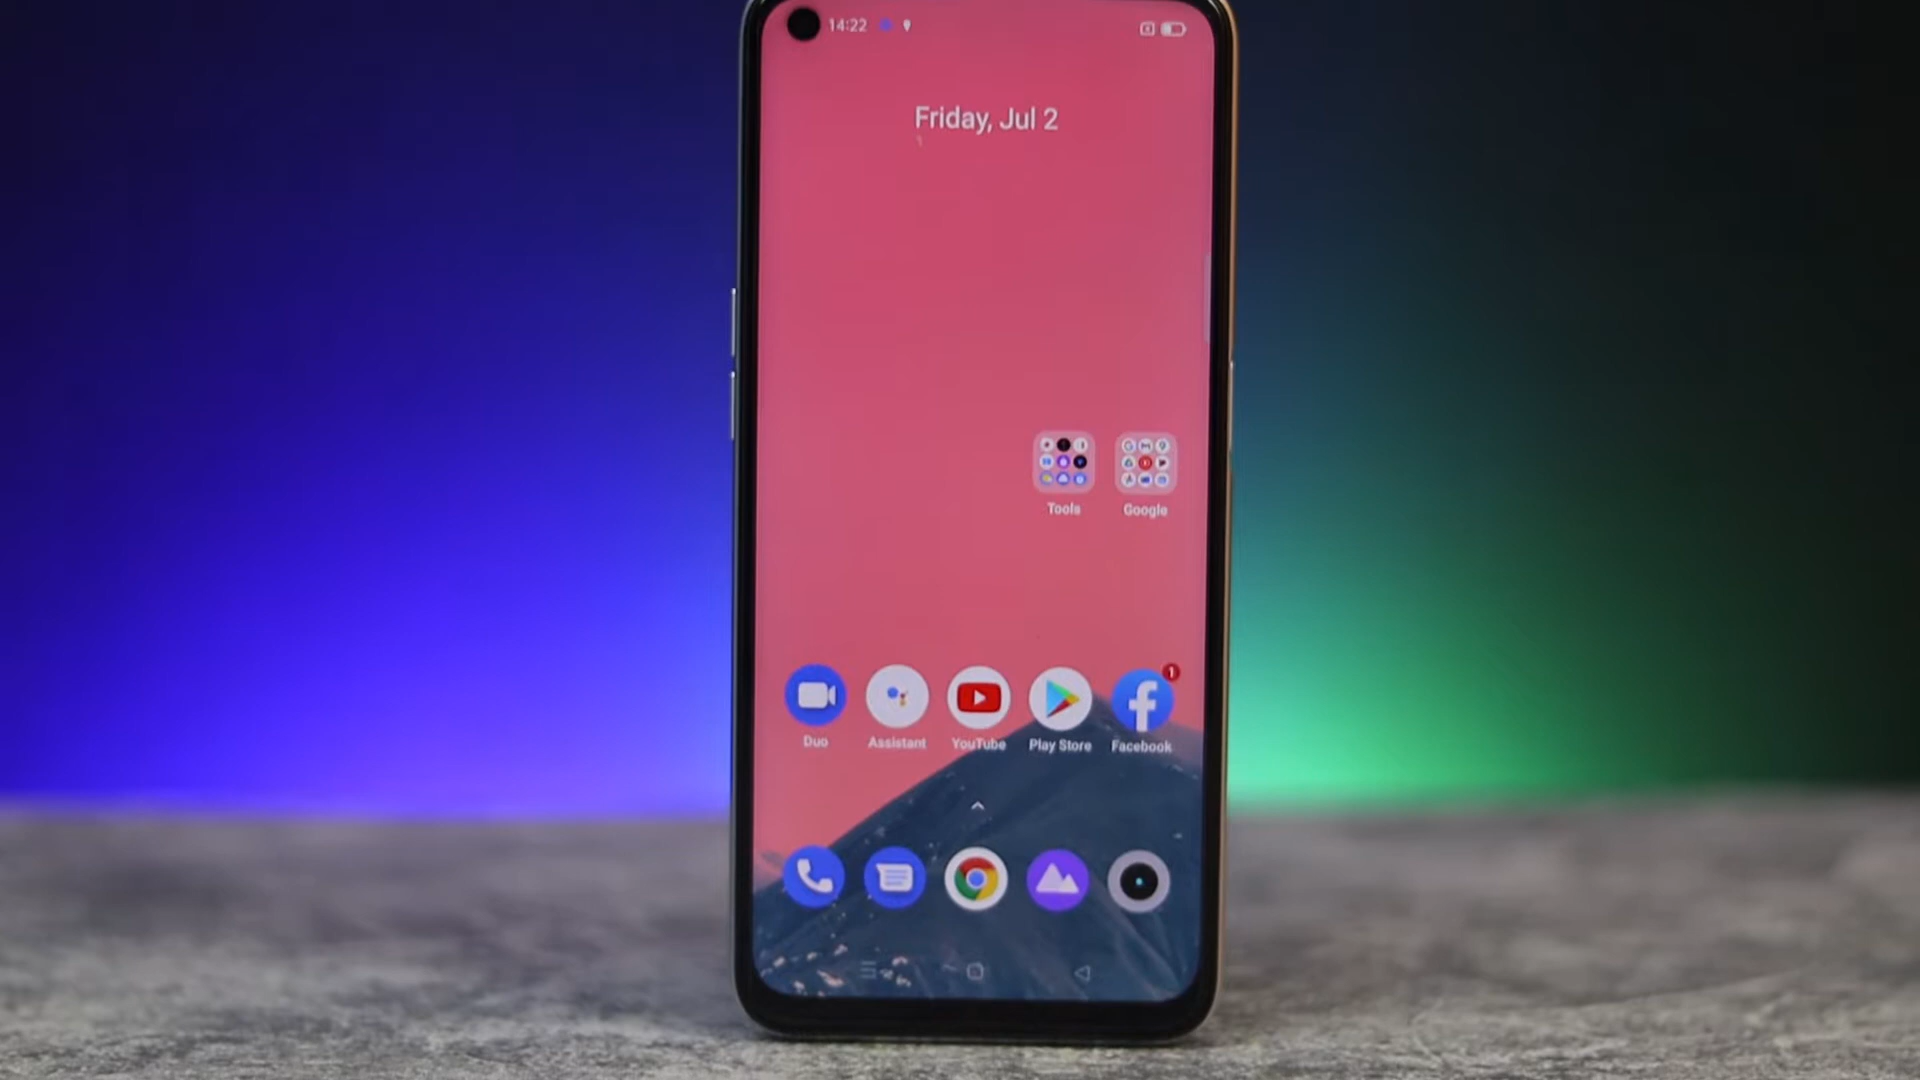 14:22
Friday, Jul 2
Tools
Google
1
Duo
Assistant
YouTube
Play Store
Facebook